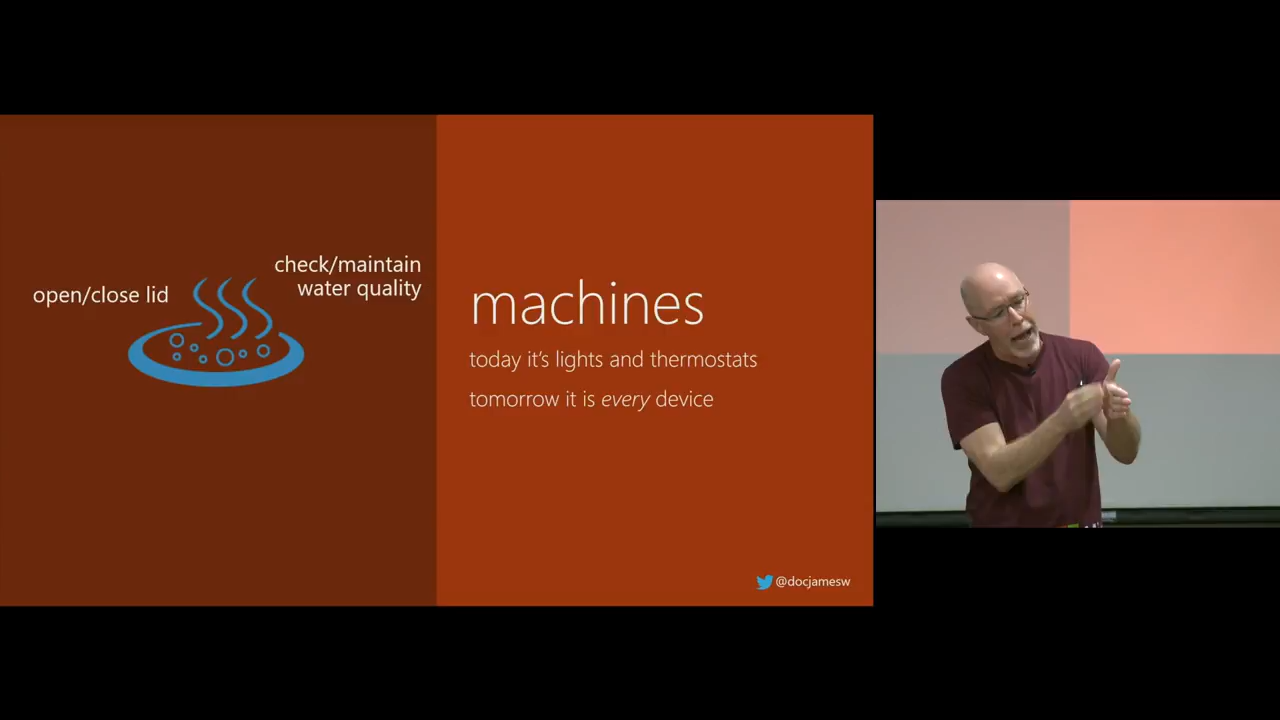 open/close lid
check/maintain
water quality
machines
today it's lights and thermostats
tomorrow it is every device
@docjamesw